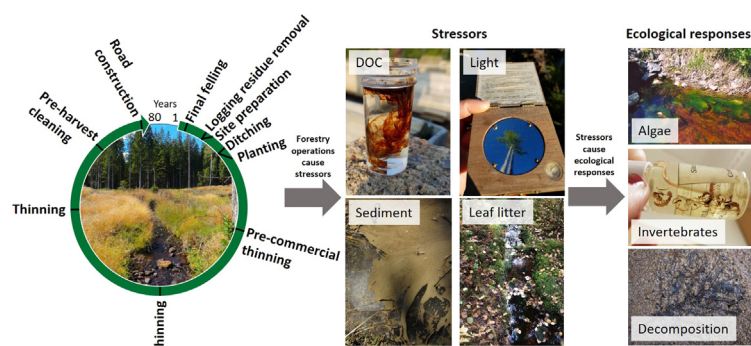 Stressors
Ecological responses
Road
construction
Years
80 1
Final felling
Logging residue removal
Site preparation
Ditching
Planting
Pre-commercial
thinning
hinning
Thinning
Pre-harvest
cleaning
Forestry
operations
cause
stressors
DOC
Light
Sediment
Leaf litter
Stressors
cause
ecological
responses
Algae
Invertebrates
Decomposition